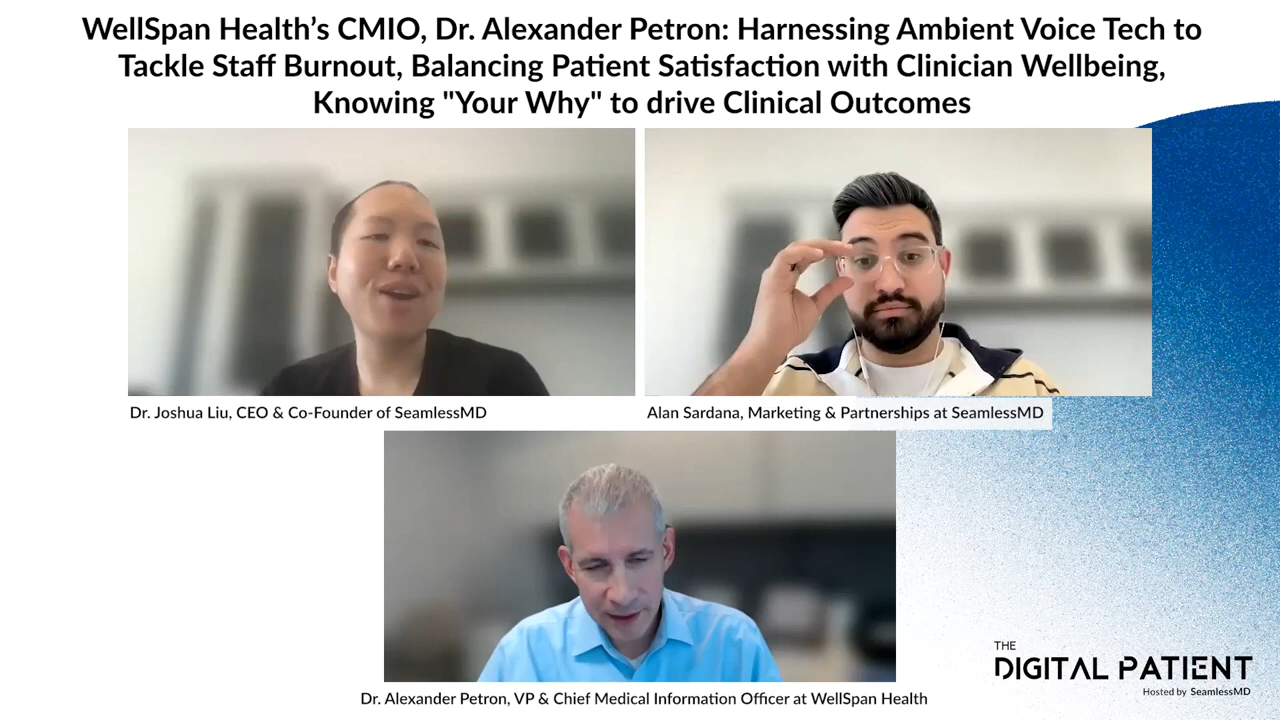 WellSpan Health’s CMIO, Dr. Alexander Petron: Harnessing Ambient Voice Tech to
Tackle Staff Burnout, Balancing Patient Satisfaction with Clinician Wellbeing,
Knowing "Your Why" to drive Clinical Outcomes
Dr. Joshua Liu, CEO & Co-Founder of SeamlessMD
Alan Sardana, Marketing & Partnerships at SeamlessMD
Dr. Alexander Petron, VP & Chief Medical Information Officer at WellSpan Health
THE
DIGITAL PATIENT
Hosted by SeamlessMD